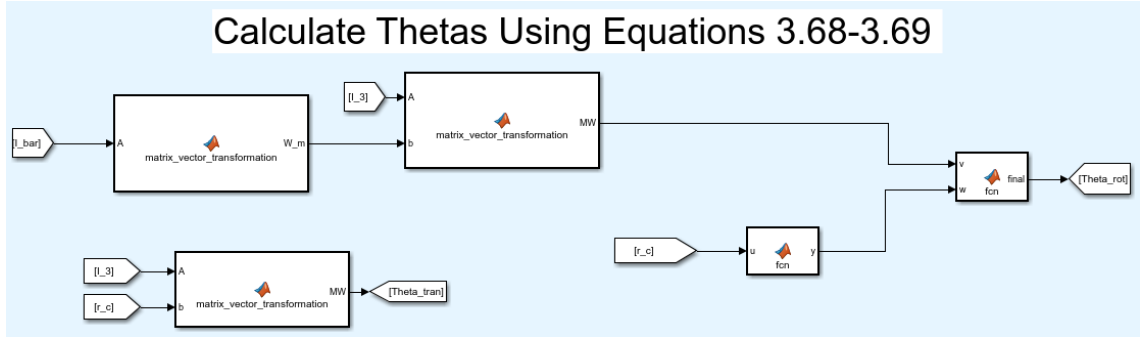 Calculate Thetas Using Equations 3.68-3.69
[I_bar]
A
matrix_vector_transformation
W_m
[I_3]
A
b
matrix_vector_transformation
MW
v
w
fcn
final
[Theta_rot]
[r_c]
u
fcn
y
[I_3]
[r_c]
A
b
matrix_vector_transformation
MW
[Theta_tran]